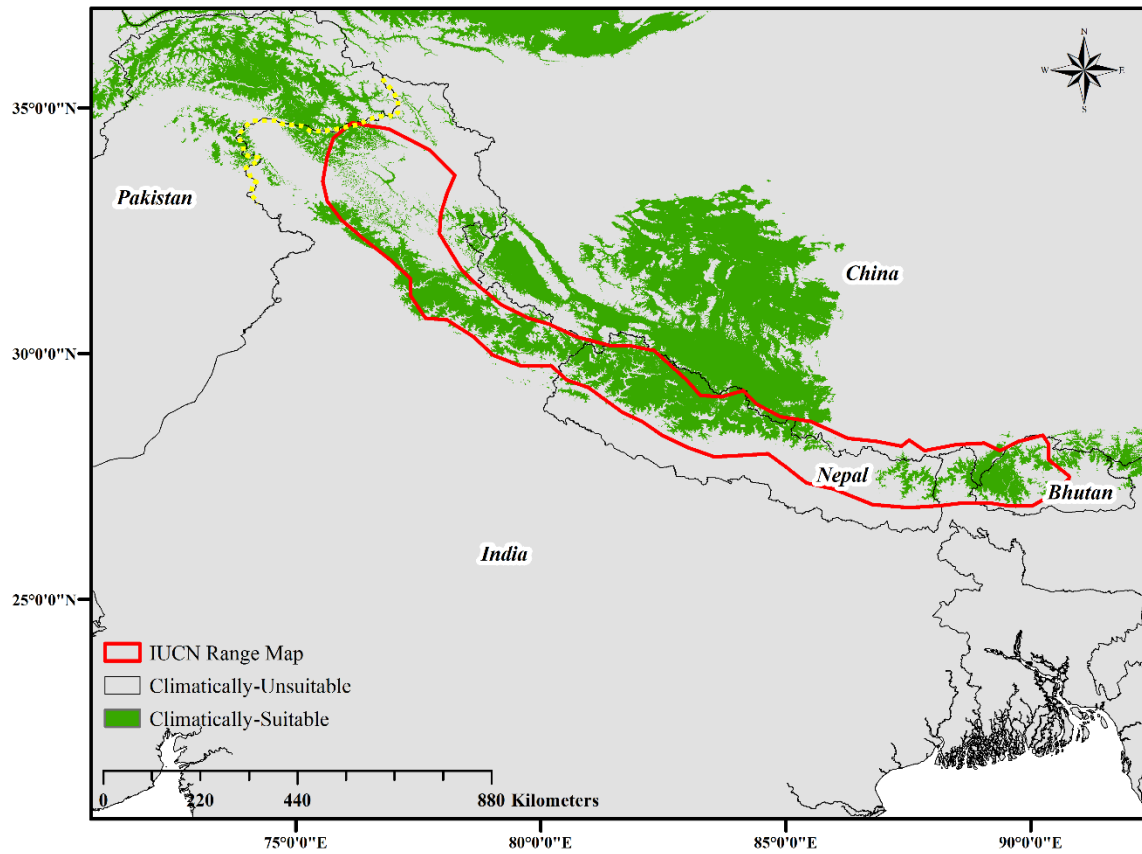 N
W E
S
35°0'0"N
Pakistan
China
30°0'0"N
Nepal
Bhutan
India
25°0'0"N
IUCN Range Map
Climatically-Unsuitable
Climatically-Suitable
0 220 440 880 Kilometers
75°0'0"E 80°0'0"E 85°0'0"E 90°0'0"E